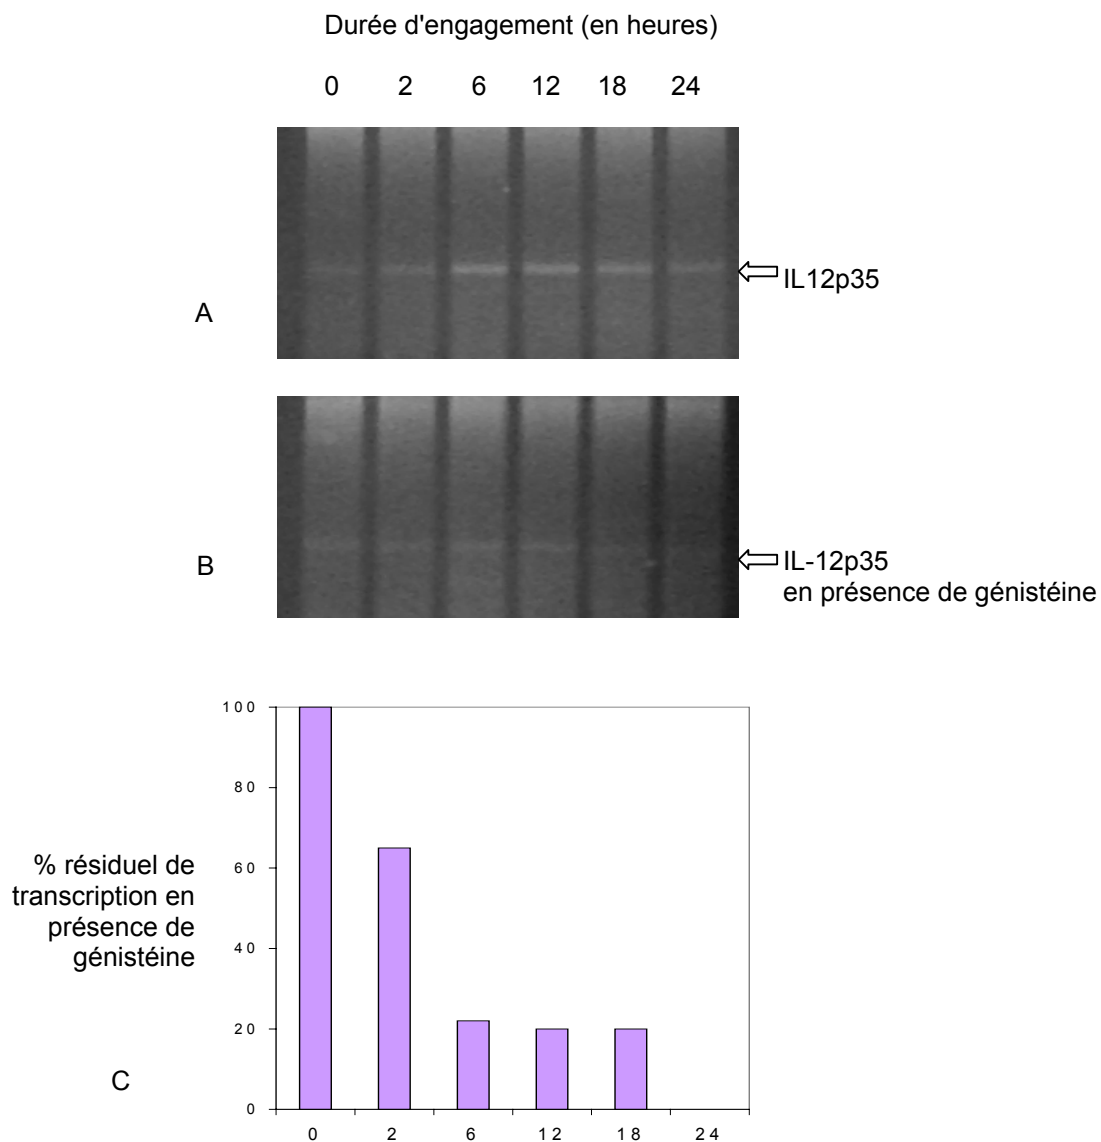 Durée d'engagement (en heures)
0 2 6 12 18 24
IL12p35
A
IL-12p35
B
en présence de génistéine
100
80
60
40
20
0
% résiduel de
transcription en
présence de
génistéine
C
0 2 6 12 18 24